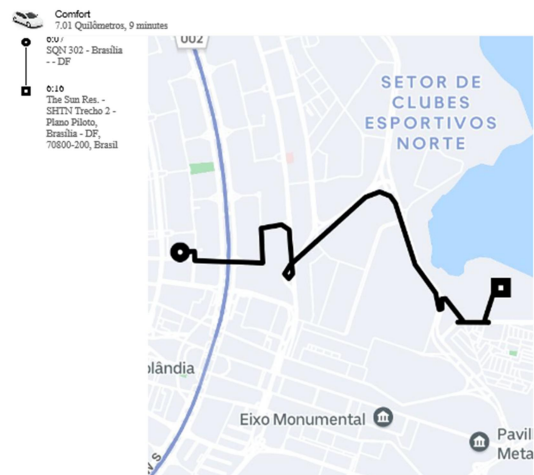 Comfort
7.01 Quilômetros, 9 minutes
6:07
SQN 302 - Brasília
- - DF
6:16
The Sun Res. -
SHTN Trecho 2 -
Plano Piloto,
Brasília - DF,
70800-200, Brasil
002
SETOR DE
CLUBES
ESPORTIVOS
NORTE
olândia
Eixo Monumental
Pavil
Meta